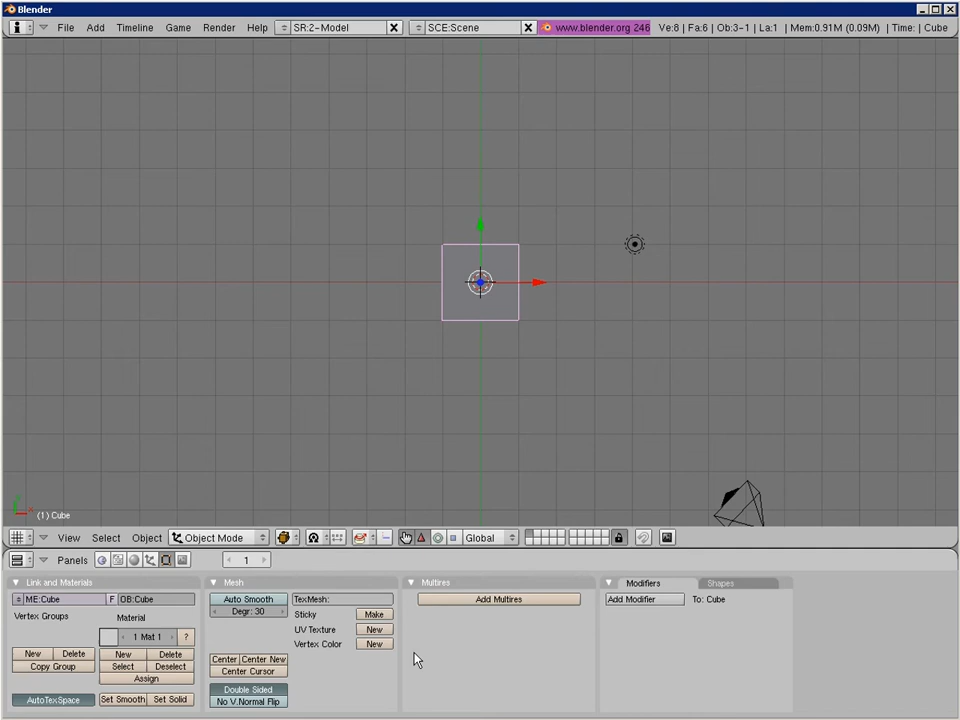 Blender
File Add Timeline Game Render Help SR:2-Model SCE:Scene www.blender.org 246 Ve:8 | Fa:6 | Ob:3-1 | La:1 | Mem:0.91M (0.09M) | Time: | Cube
x
(1) Cube
View Select Object Object Mode Global
Panels 1
Link and Materials Mesh Multires Modifiers Shapes
ME:Cube F OB:Cube Auto Smooth TexMesh: Add Multires Add Modifier To: Cube
Degr: 30
Vertex Groups Material Sticky Make
UV Texture New
1 Mat 1 ? Vertex Color New
New Delete New Delete Center Center New
Copy Group Select Deselect Center Cursor
Assign
Double Sided
AutoTexSpace Set Smooth Set Solid No V.Normal Flip